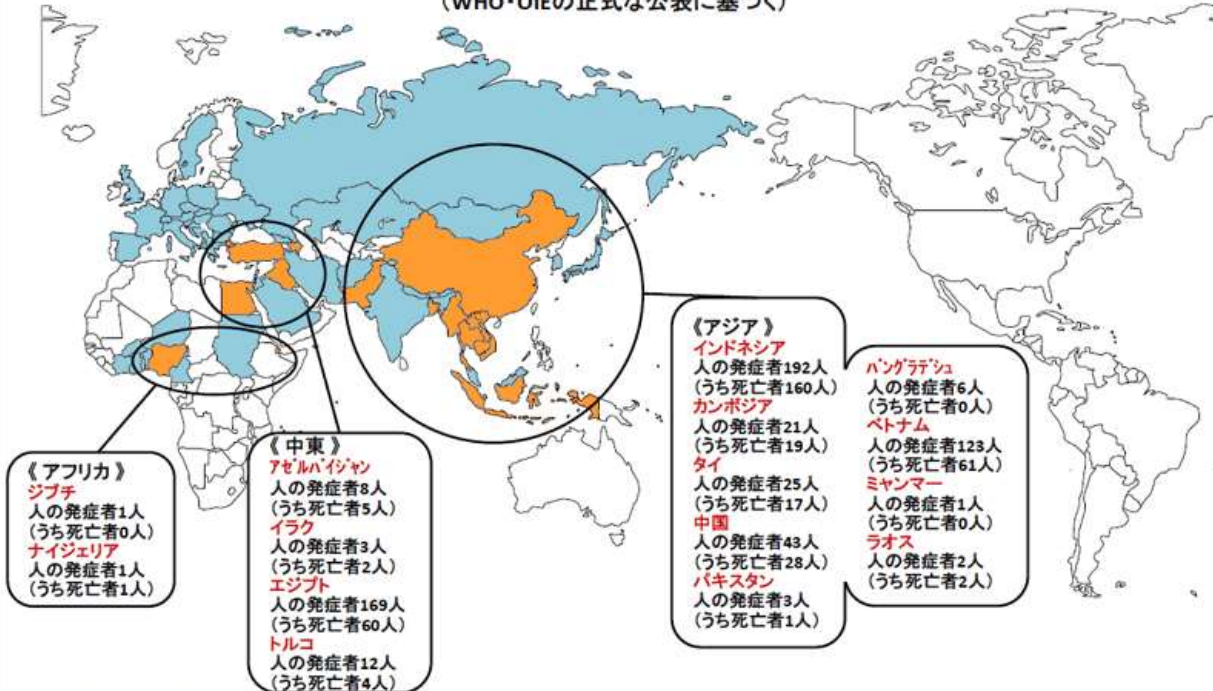 (WHO・OIEの正式な公表に基づく)
《アフリカ》
ジブチ
人の発症者1人
(うち死亡者0人)
ナイジェリア
人の発症者1人
(うち死亡者1人)
《中東》
アゼルバイジャン
人の発症者8人
(うち死亡者5人)
イラク
人の発症者3人
(うち死亡者2人)
エジプト
人の発症者169人
(うち死亡者60人)
トルコ
人の発症者12人
(うち死亡者4人)
《アジア》
インドネシア
人の発症者192人
(うち死亡者160人)
カンボジア
人の発症者21人
(うち死亡者19人)
タイ
人の発症者25人
(うち死亡者17人)
中国
人の発症者43人
(うち死亡者28人)
パキスタン
人の発症者3人
(うち死亡者1人)
バングラデシュ
人の発症者6人
(うち死亡者0人)
ベトナム
人の発症者123人
(うち死亡者61人)
ミャンマー
人の発症者1人
(うち死亡者0人)
ラオス
人の発症者2人
(うち死亡者2人)